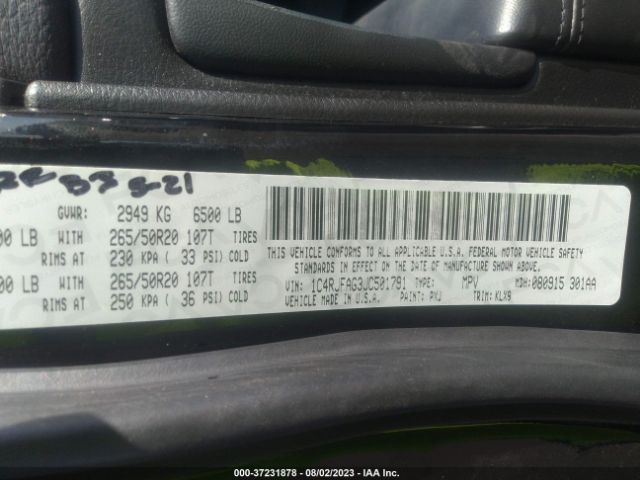 B7 5-21
GVWR: 2949 KG 6500 LB
00 LB WITH 265/50R20 107T TIRES
RIMS AT 230 KPA ( 33 PSI) COLD
00 LB WITH 265/50R20 107T TIRES
RIMS AT 250 KPA ( 36 PSI) COLD
THIS VEHICLE CONFORMS TO ALL APPLICABLE U.S.A. FEDERAL MOTOR VEHICLE SAFETY
STANDARDS IN EFFECT ON THE DATE OF MANUFACTURE SHOWN ABOVE.
VIN: 1C4RJFAG3JC501791 TYPE: MPV MDH: 080915 301AA
VEHICLE MADE IN U.S.A. PAINT: PXJ TRIM: KLX9
000-37231878 - 08/02/2023 - IAA Inc.